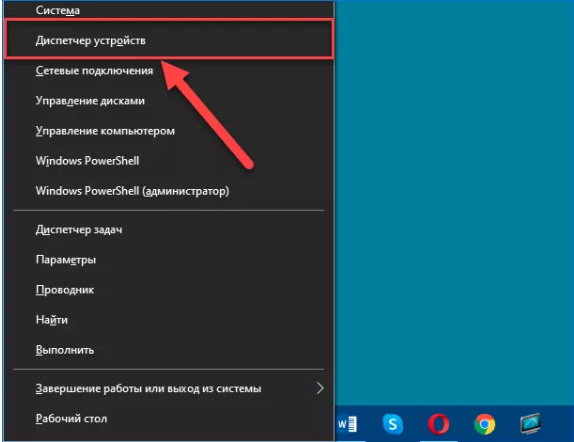 Система
Диспетчер устройств
Сетевые подключения
Управление дисками
Управление компьютером
Windows PowerShell
Windows PowerShell (администратор)
Диспетчер задач
Параметры
Проводник
Найти
Выполнить
Завершение работы или выход из системы
Рабочий стол